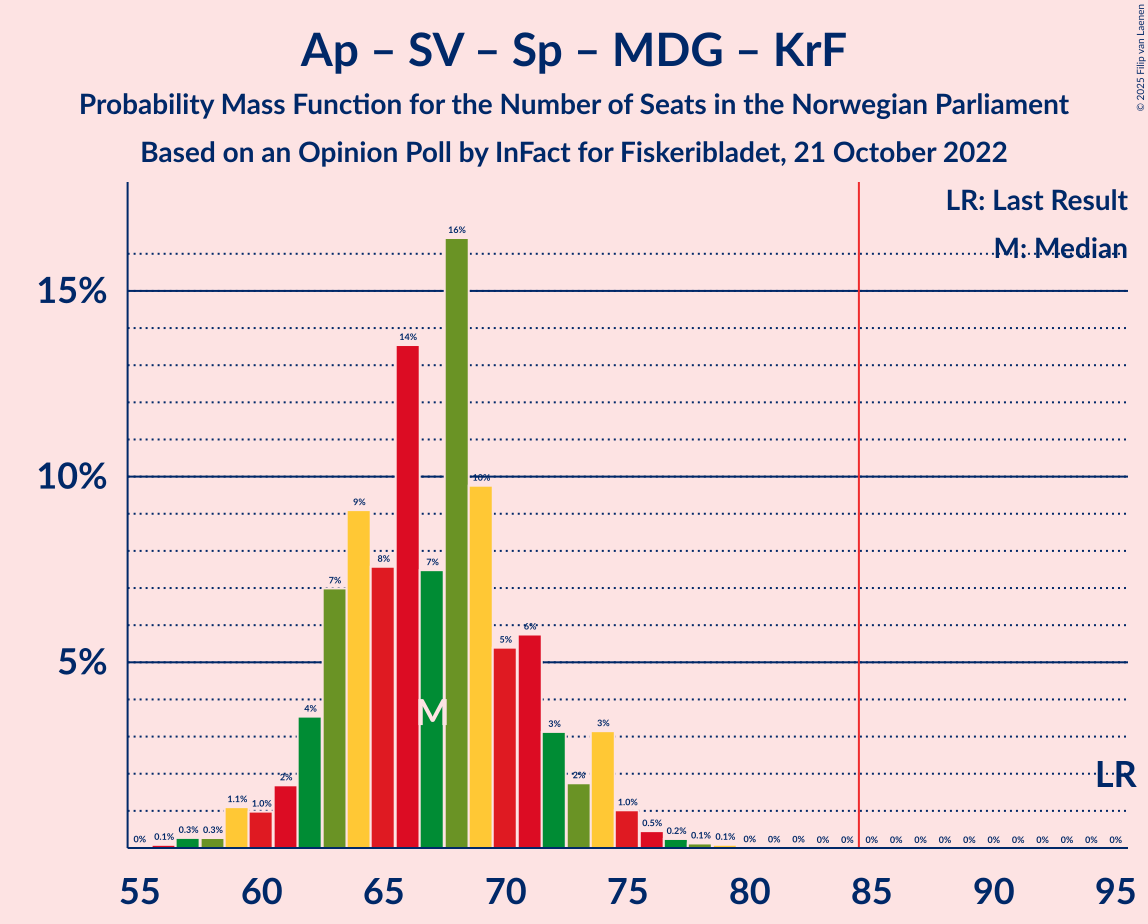 Ap – SV – Sp – MDG – KrF
Probability Mass Function for the Number of Seats in the Norwegian Parliament
Based on an Opinion Poll by InFact for Fiskeribladet, 21 October 2022
© 2025 Filip van Laenen
LR: Last Result
M: Median
15%
10%
5%
0% 0.1% 0.3% 0.3% 1.1% 1.0% 2% 4% 7% 9% 8% 14% 7% 16% 10% 5% 6% 3% 2% 3% 1.0% 0.5% 0.2% 0.1% 0.1% 0% 0% 0% 0% 0% 0% 0% 0% 0% 0% 0% 0% 0% 0% 0% 0%
M
LR
55 60 65 70 75 80 85 90 95